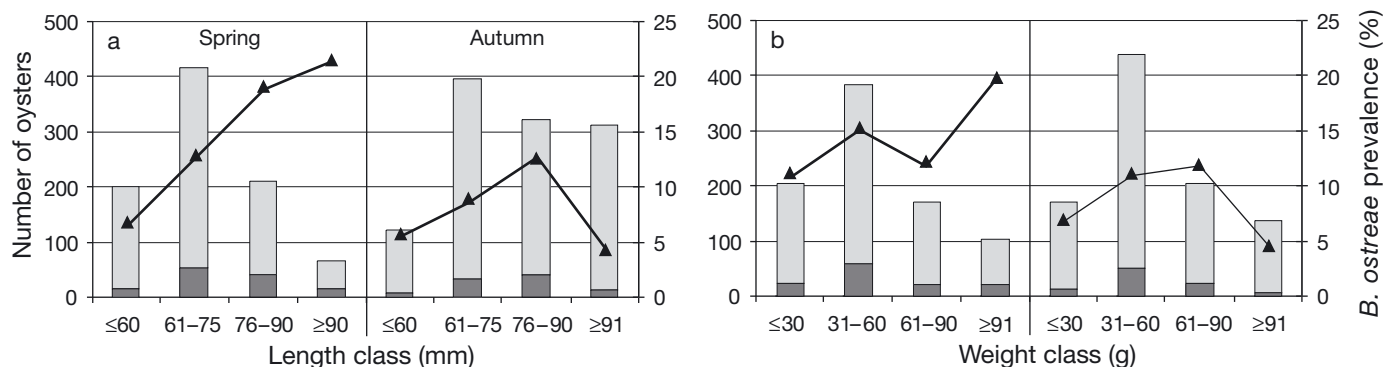 a Spring Autumn
b
Number of oysters
500 400 300 200 100 0
25 20 15 10 5 0
500 400 300 200 100 0
25 20 15 10 5 0
B. ostreae prevalence (%)
≤60 61–75 76–90 ≥90 ≤60 61–75 76–90 ≥91
≤30 31–60 61–90 ≥91 ≤30 31–60 61–90 ≥91
Length class (mm)
Weight class (g)